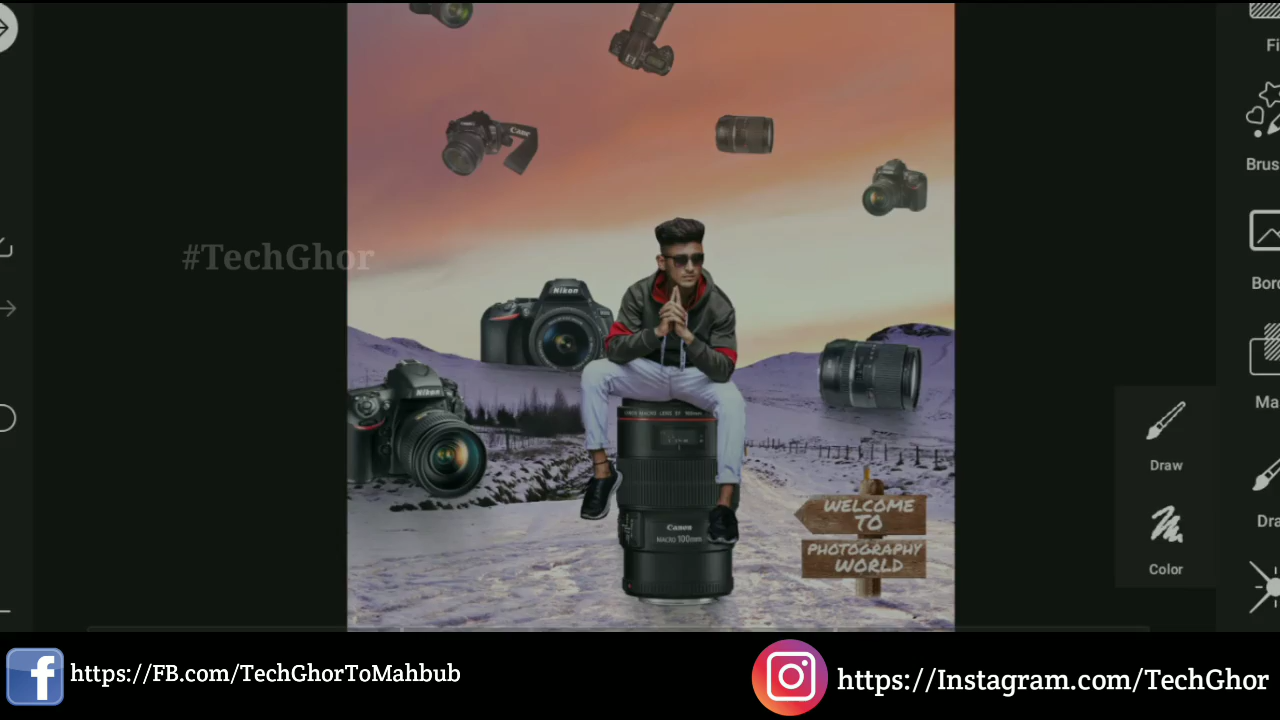 Fi
Brus
Bord
Ma
Dra
Draw
Color
#TechGhor
Canon
Nikon
Nikon
Canon
MACRO 100mm
WELCOME
TO
PHOTOGRAPHY
WORLD
https://FB.com/TechGhorToMahbub
https://Instagram.com/TechGhor